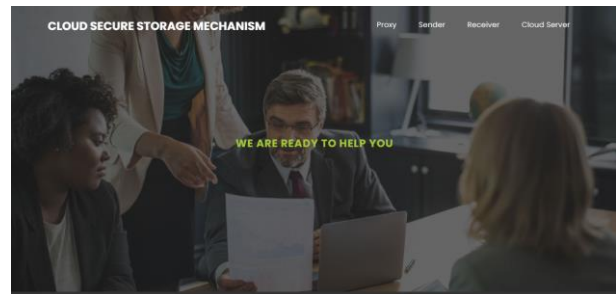 CLOUD SECURE STORAGE MECHANISM
Proxy Sender Receiver Cloud Server
WE ARE READY TO HELP YOU